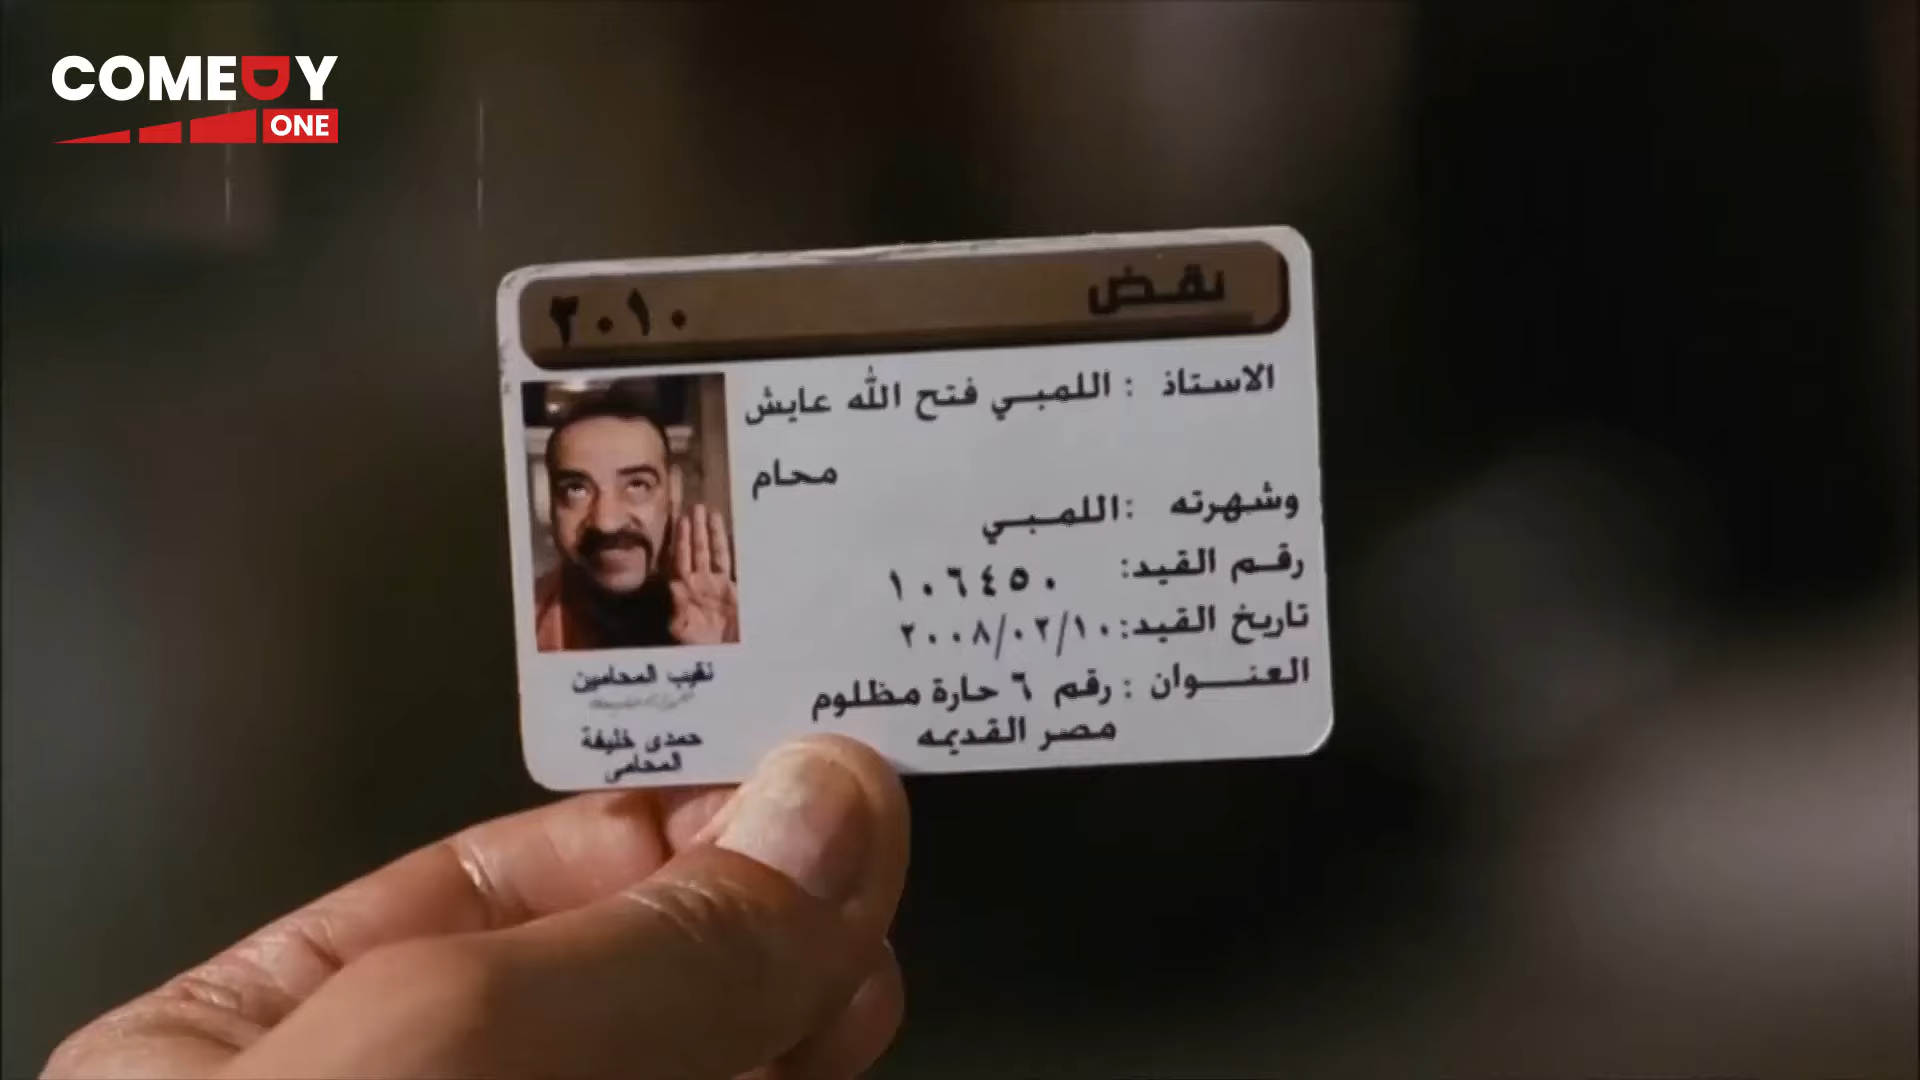 COMEDY
ONE
نقض ٢٠١٠
الاستاذ : اللمبي فتح الله عايش
محام
وشهرته : اللمبي
رقم القيد: ١٠٦٤٥٠
تاريخ القيد: ٢٠٠٨/٠٢/١٠
العنوان : رقم ٦ حارة مظلوم
مصر القديمه
نقيب المحامين
حمدى خليفة
المحامى